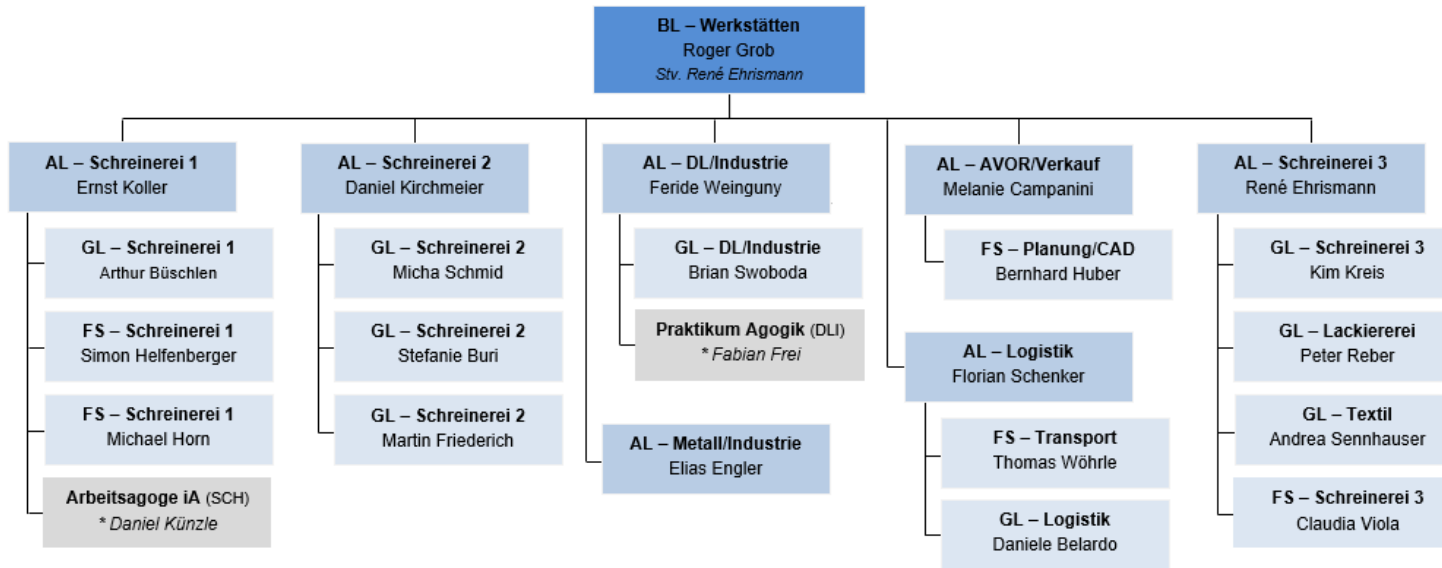 BL – Werkstätten
Roger Grob
Stv. René Ehrismann
AL – Schreinerei 1
Ernst Koller
GL – Schreinerei 1
Arthur Büschlen
FS – Schreinerei 1
Simon Helfenberger
FS – Schreinerei 1
Michael Horn
Arbeitsagoge iA (SCH)
* Daniel Künzle
AL – Schreinerei 2
Daniel Kirchmeier
GL – Schreinerei 2
Micha Schmid
GL – Schreinerei 2
Stefanie Buri
GL – Schreinerei 2
Martin Friederich
AL – DL/Industrie
Feride Weinguny
GL – DL/Industrie
Brian Swoboda
Praktikum Agogik (DLI)
* Fabian Frei
AL – Metall/Industrie
Elias Engler
AL – AVOR/Verkauf
Melanie Campanini
FS – Planung/CAD
Bernhard Huber
AL – Logistik
Florian Schenker
FS – Transport
Thomas Wöhrle
GL – Logistik
Daniele Belardo
AL – Schreinerei 3
René Ehrismann
GL – Schreinerei 3
Kim Kreis
GL – Lackiererei
Peter Reber
GL – Textil
Andrea Sennhauser
FS – Schreinerei 3
Claudia Viola